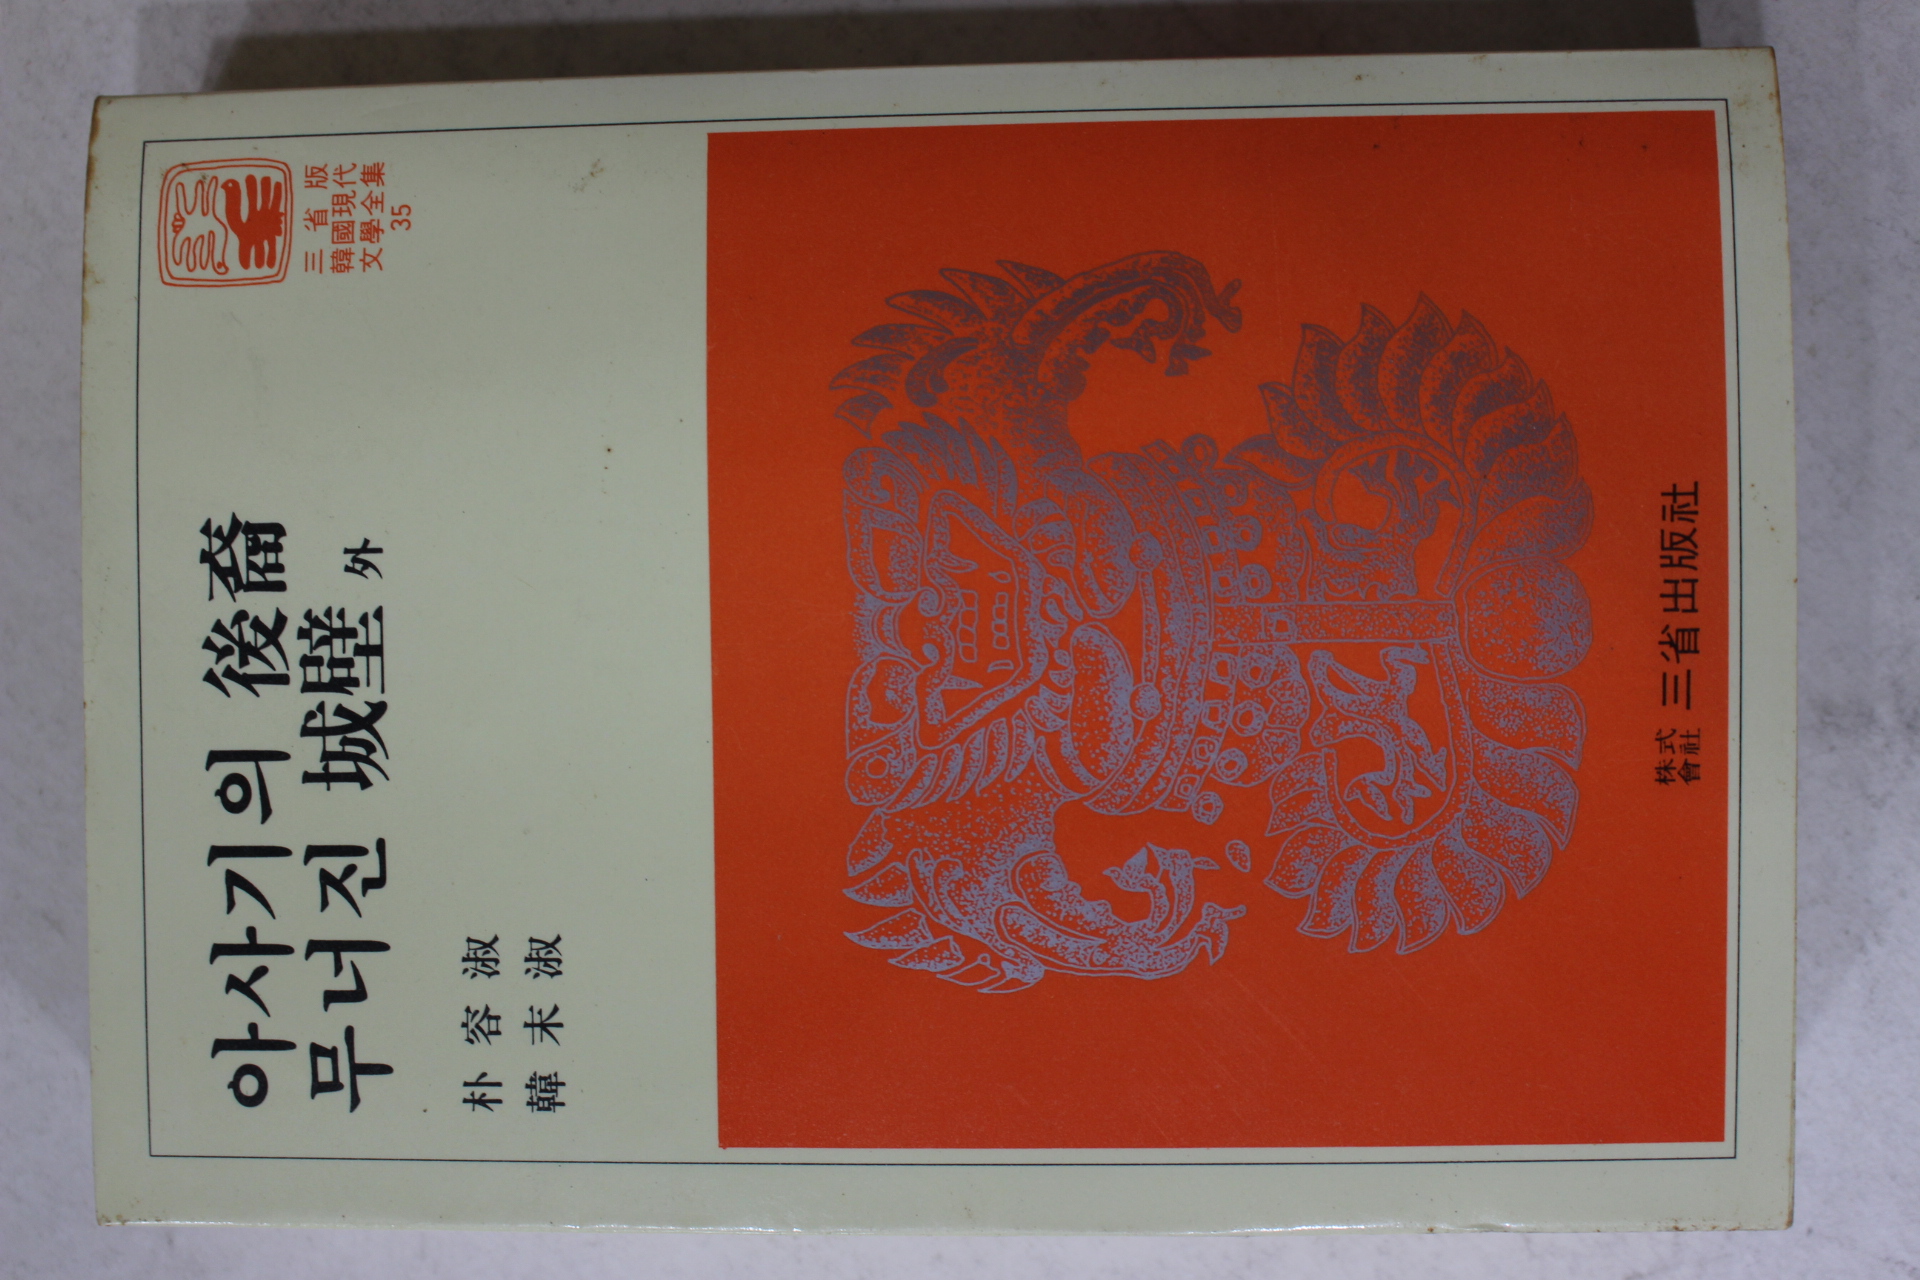 三省版
韓國現代
文學全集
35
아사기의 後裔
무너진 城壁 外
朴容淑
韓末淑
株式會社 三省出版社